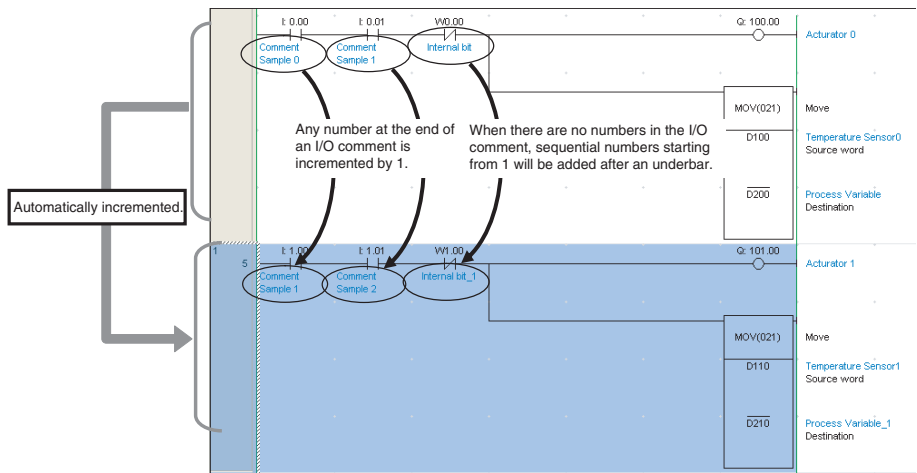 I: 0.00 I: 0.01 W0.00 Q: 100.00
Comment
Sample 0
Comment
Sample 1
Internal bit
Acturator 0
MOV(021) Move
D100 Temperature Sensor0
Source word
D200 Process Variable
Destination
Any number at the end of
an I/O comment is
incremented by 1.
When there are no numbers in the I/O
comment, sequential numbers starting
from 1 will be added after an underbar.
Automatically incremented.
1
5
I: 1.00 I: 1.01 W1.00 Q: 101.00
Comment
Sample 1
Comment
Sample 2
Internal bit_1
Acturator 1
MOV(021) Move
D110 Temperature Sensor1
Source word
D210 Process Variable_1
Destination